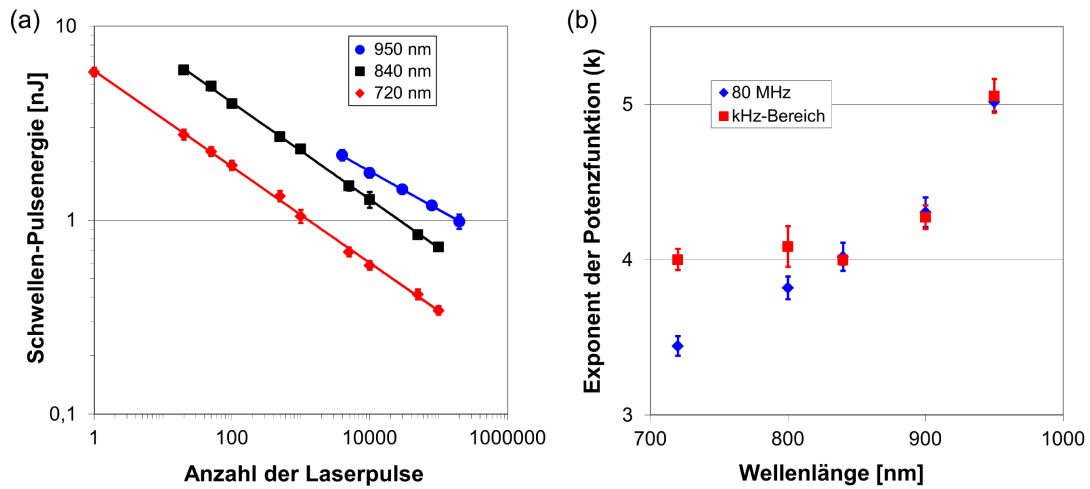 (a)
10
1
0,1
Schwellen-Pulsenergie [nJ]
950 nm
840 nm
720 nm
1
100
10000
1000000
Anzahl der Laserpulse
(b)
5
4
3
Exponent der Potenzfunktion (k)
80 MHz
kHz-Bereich
700
800
900
1000
Wellenlänge [nm]